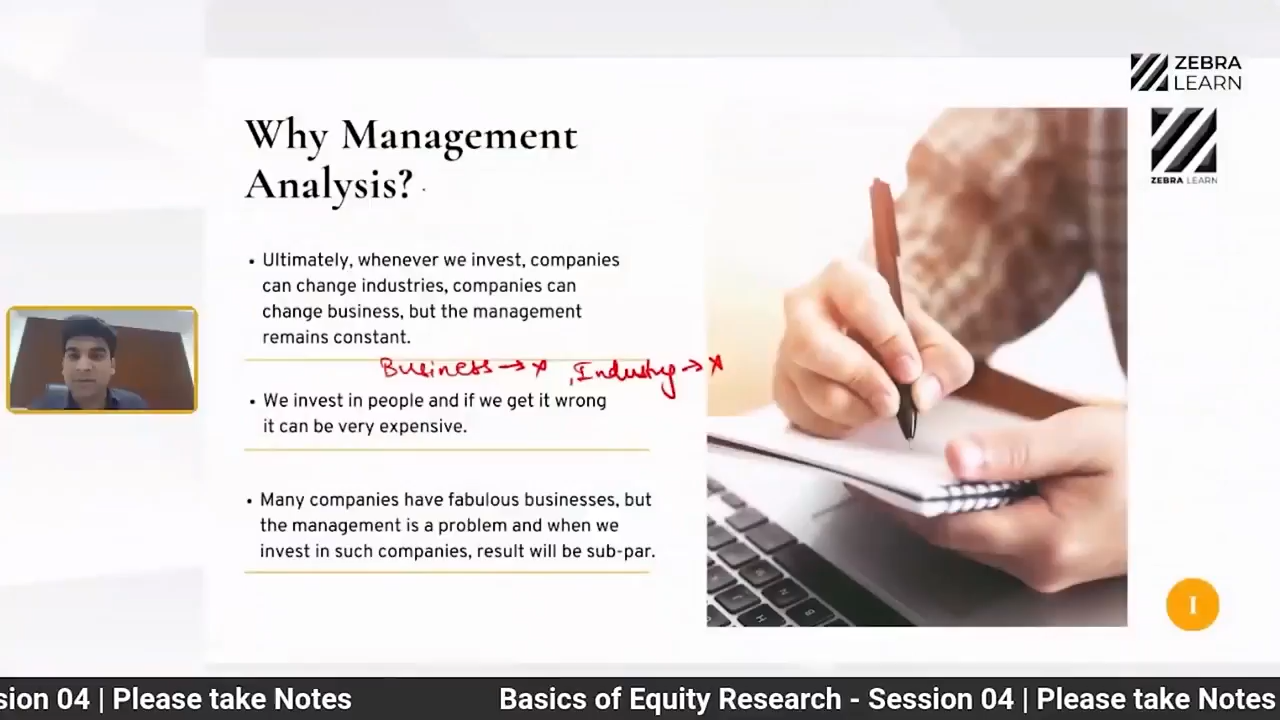 ZEBRA
LEARN
ZEBRA LEARN
Why Management
Analysis?
• Ultimately, whenever we invest, companies
can change industries, companies can
change business, but the management
remains constant.
Business → x , Industry → x
• We invest in people and if we get it wrong
it can be very expensive.
• Many companies have fabulous businesses, but
the management is a problem and when we
invest in such companies, result will be sub-par.
1
sion 04 | Please take Notes
Basics of Equity Research - Session 04 | Please take Notes